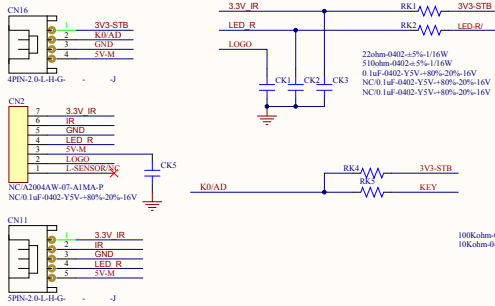 CN16
1 3V3-STB
2 K0/AD
3 GND
4 5V-M
4PIN-2.0-L-H-G- - -J
CN2
7 3.3V_IR
6 IR
5 GND
4 LED_R
3 5V-M
2 LOGO
1 L-SENSOR/NC
CK5
NC/A2004AW-07-A1MA-P
NC/0.1uF-0402-Y5V-+80%-20%-16V
CN11
1 3.3V_IR
2 IR
3 GND
4 LED_R
5 5V-M
5PIN-2.0-L-H-G- - -J
3.3V_IR RK1 3V3-STB
LED_R RK2 LED-R/
LOGO
CK1 CK2 CK3
22ohm-0402-±5%-1/16W
510ohm-0402-±5%-1/16W
0.1uF-0402-Y5V-+80%-20%-16V
NC/0.1uF-0402-Y5V-+80%-20%-16V
NC/0.1uF-0402-Y5V-+80%-20%-16V
RK4 3V3-STB
K0/AD RK5 KEY
100Kohm-0
10Kohm-04